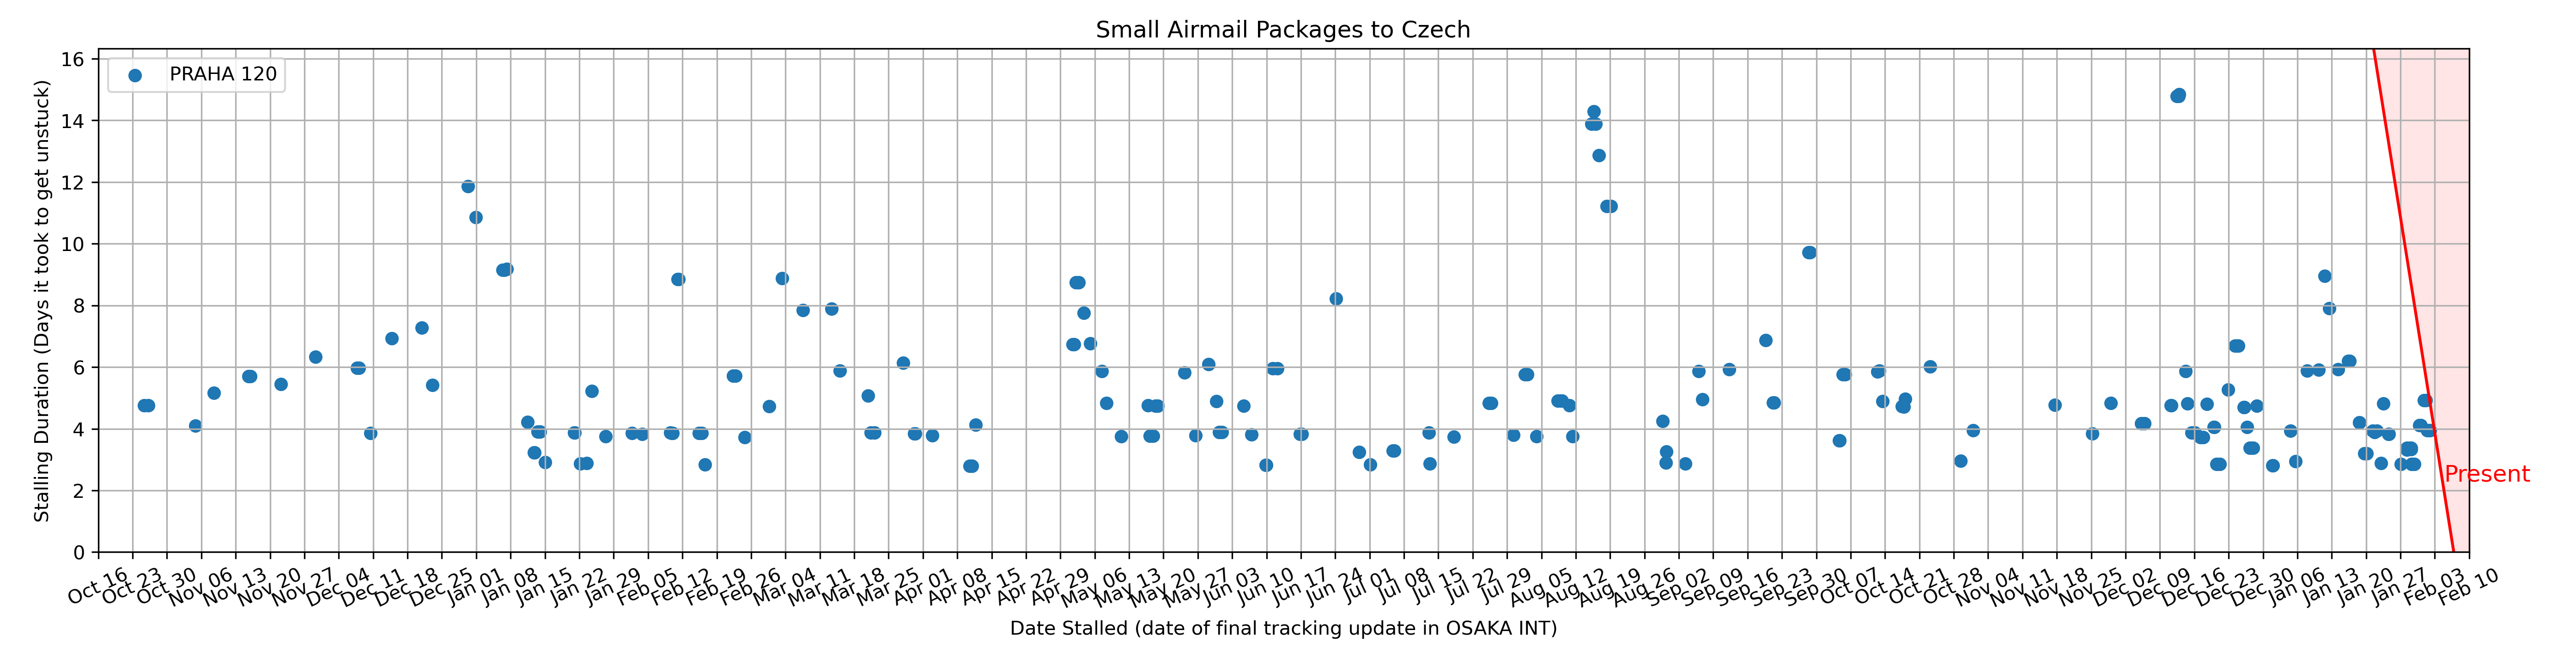 Small Airmail Packages to Czech
PRAHA 120
Stalling Duration (Days it took to get unstuck)
16
14
12
10
8
6
4
2
0
Present
Oct 16 Oct 23 Oct 30 Nov 06 Nov 13 Nov 20 Nov 27 Dec 04 Dec 11 Dec 18 Dec 25 Jan 01 Jan 08 Jan 15 Jan 22 Jan 29 Feb 05 Feb 12 Feb 19 Feb 26 Mar 04 Mar 11 Mar 18 Mar 25 Apr 01 Apr 08 Apr 15 Apr 22 Apr 29 May 06 May 13 May 20 May 27 Jun 03 Jun 10 Jun 17 Jun 24 Jul 01 Jul 08 Jul 15 Jul 22 Jul 29 Aug 05 Aug 12 Aug 19 Aug 26 Sep 02 Sep 09 Sep 16 Sep 23 Sep 30 Oct 07 Oct 14 Oct 21 Oct 28 Nov 04 Nov 11 Nov 18 Nov 25 Dec 02 Dec 09 Dec 16 Dec 23 Dec 30 Jan 06 Jan 13 Jan 20 Jan 27 Feb 03 Feb 10
Date Stalled (date of final tracking update in OSAKA INT)